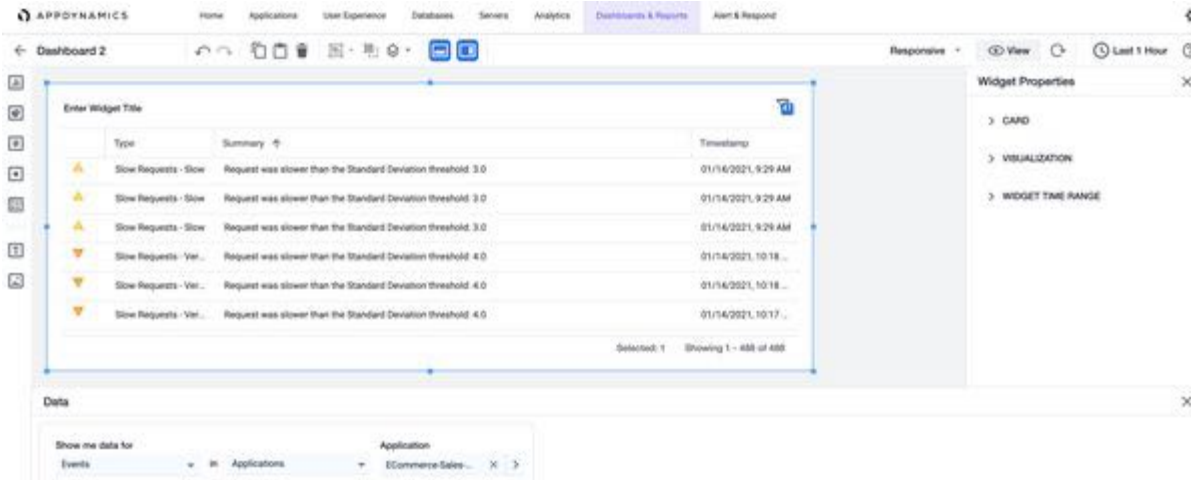 APPDYNAMICS Home Applications User Experience Databases Servers Analytics Dashboards & Reports Alert & Respond
Dashboard 2 Responsive View Last 1 Hour
Widget Properties
Enter Widget Title
> CARD
Type Summary ↑ Timestamp
> VISUALIZATION
Slow Requests - Slow Request was slower than the Standard Deviation threshold 3.0 01/14/2021, 9:29 AM
Slow Requests - Slow Request was slower than the Standard Deviation threshold 3.0 01/14/2021, 9:29 AM
> WIDGET TIME RANGE
Slow Requests - Slow Request was slower than the Standard Deviation threshold 3.0 01/14/2021, 9:29 AM
Slow Requests - Ver... Request was slower than the Standard Deviation threshold 4.0 01/14/2021, 10:18 ...
Slow Requests - Ver... Request was slower than the Standard Deviation threshold 4.0 01/14/2021, 10:18 ...
Slow Requests - Ver... Request was slower than the Standard Deviation threshold 4.0 01/14/2021, 10:17 ...
Selected: 1 Showing 1 - 488 of 488
Data
Show me data for Application
Events in Applications ECommerce-Sales-...